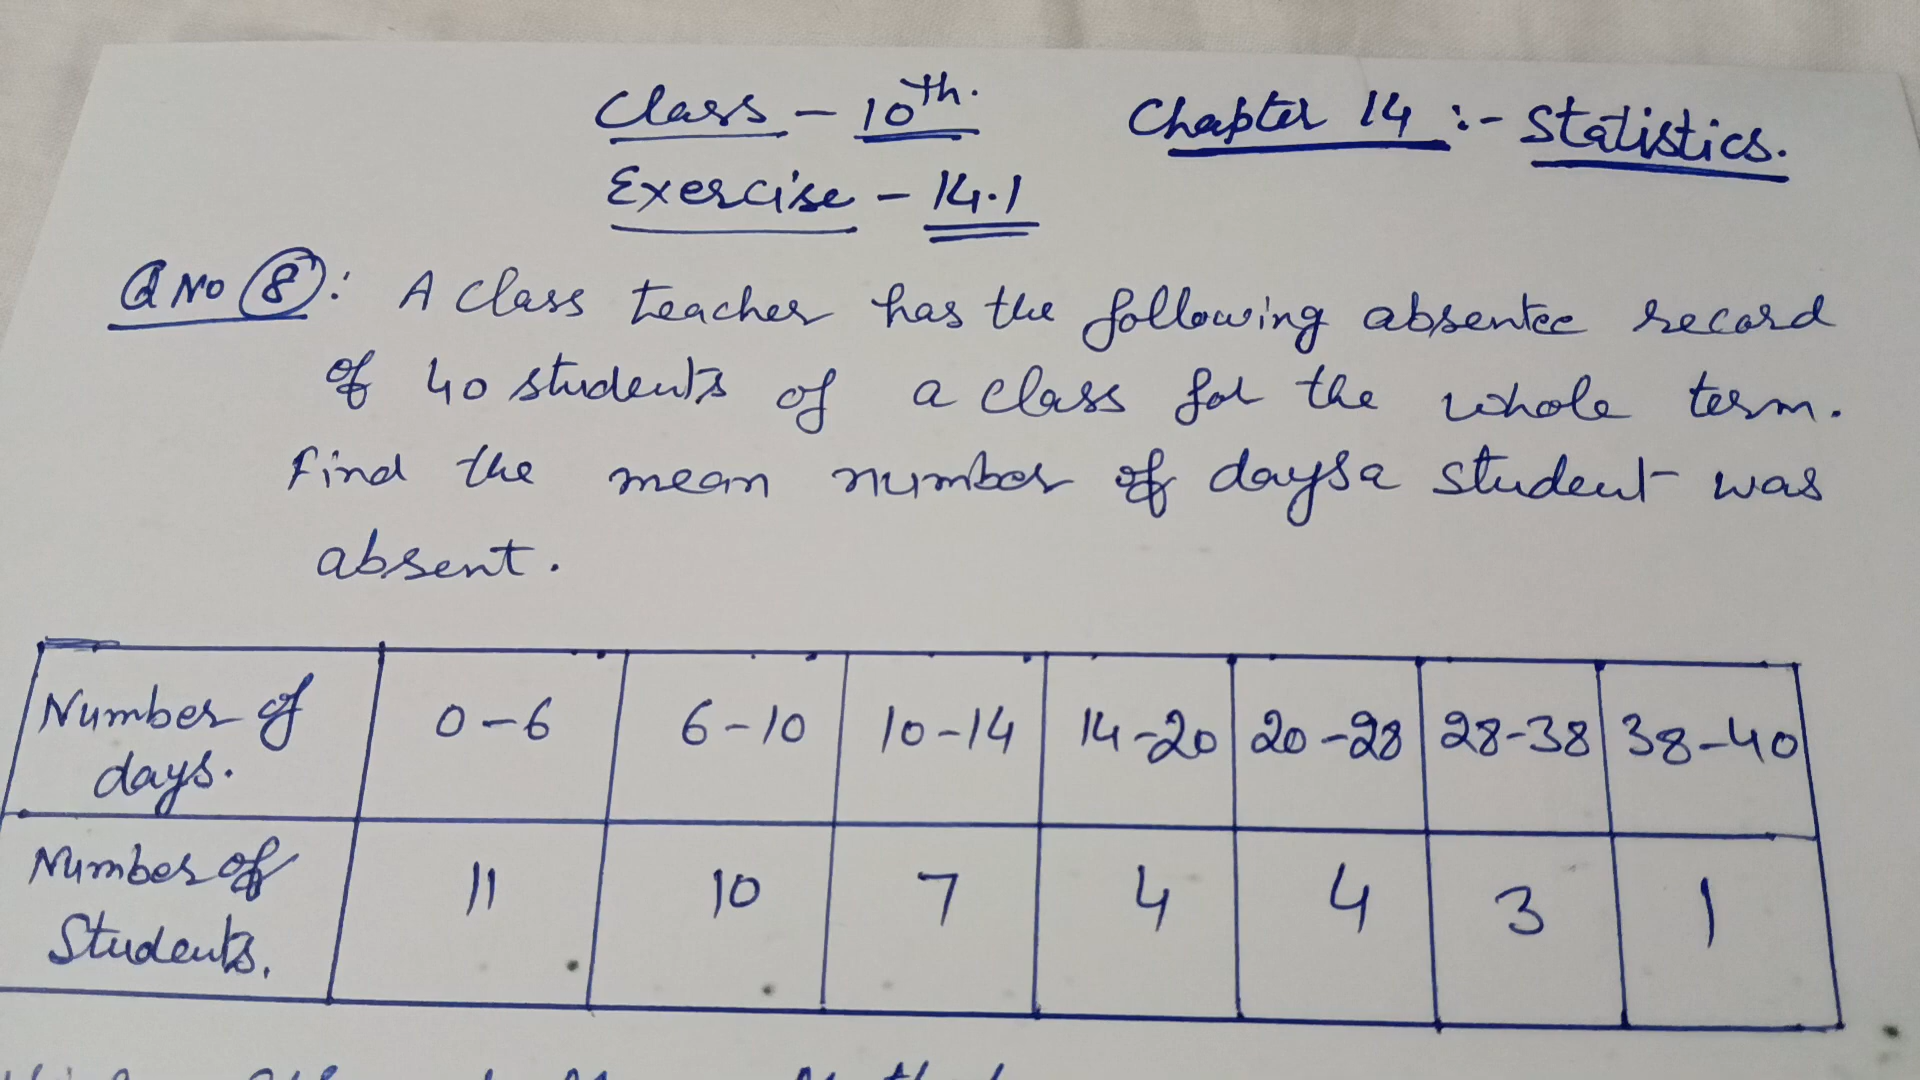 Class - 10th.
Chapter 14 :- Statistics.
Exercise - 14.1
Q No 8: A class teacher has the following absentee record
of 40 students of a class for the whole term.
Find the mean number of days a student was
absent.
Number of days. 0-6 6-10 10-14 14-20 20-28 28-38 38-40
Number of Students. 11 10 7 4 4 3 1